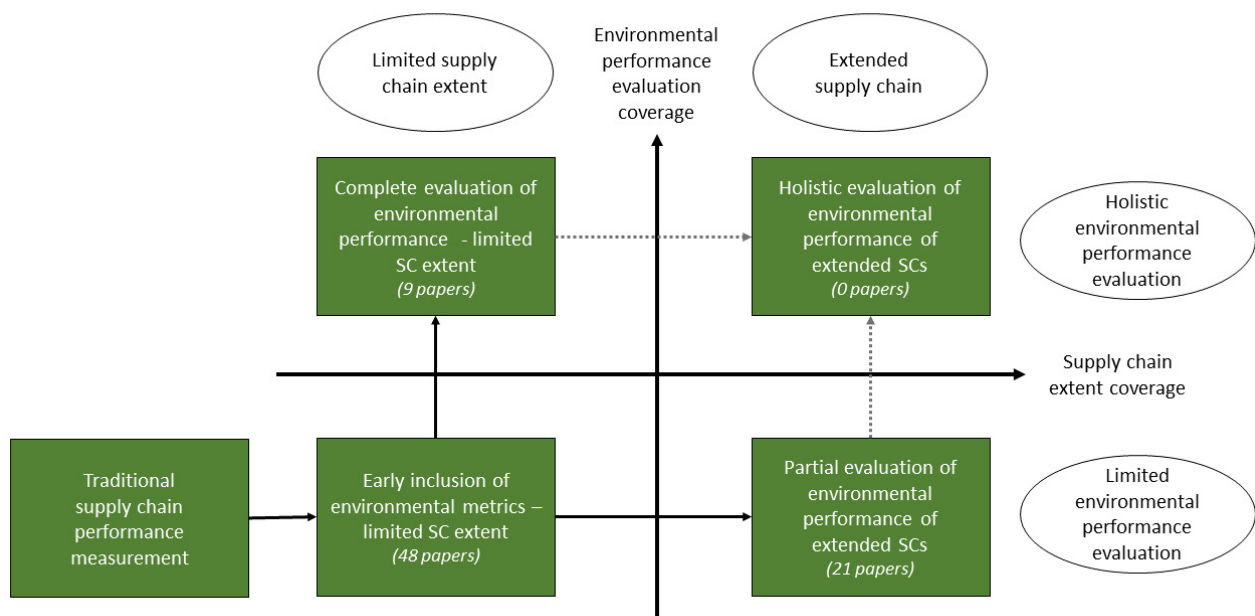 Limited supply
chain extent
Environmental
performance
evaluation
coverage
Extended
supply chain
Complete evaluation of
environmental
performance - limited
SC extent
(9 papers)
Holistic evaluation of
environmental
performance of
extended SCs
(0 papers)
Holistic
environmental
performance
evaluation
Supply chain
extent coverage
Traditional
supply chain
performance
measurement
Early inclusion of
environmental metrics –
limited SC extent
(48 papers)
Partial evaluation of
environmental
performance of
extended SCs
(21 papers)
Limited
environmental
performance
evaluation